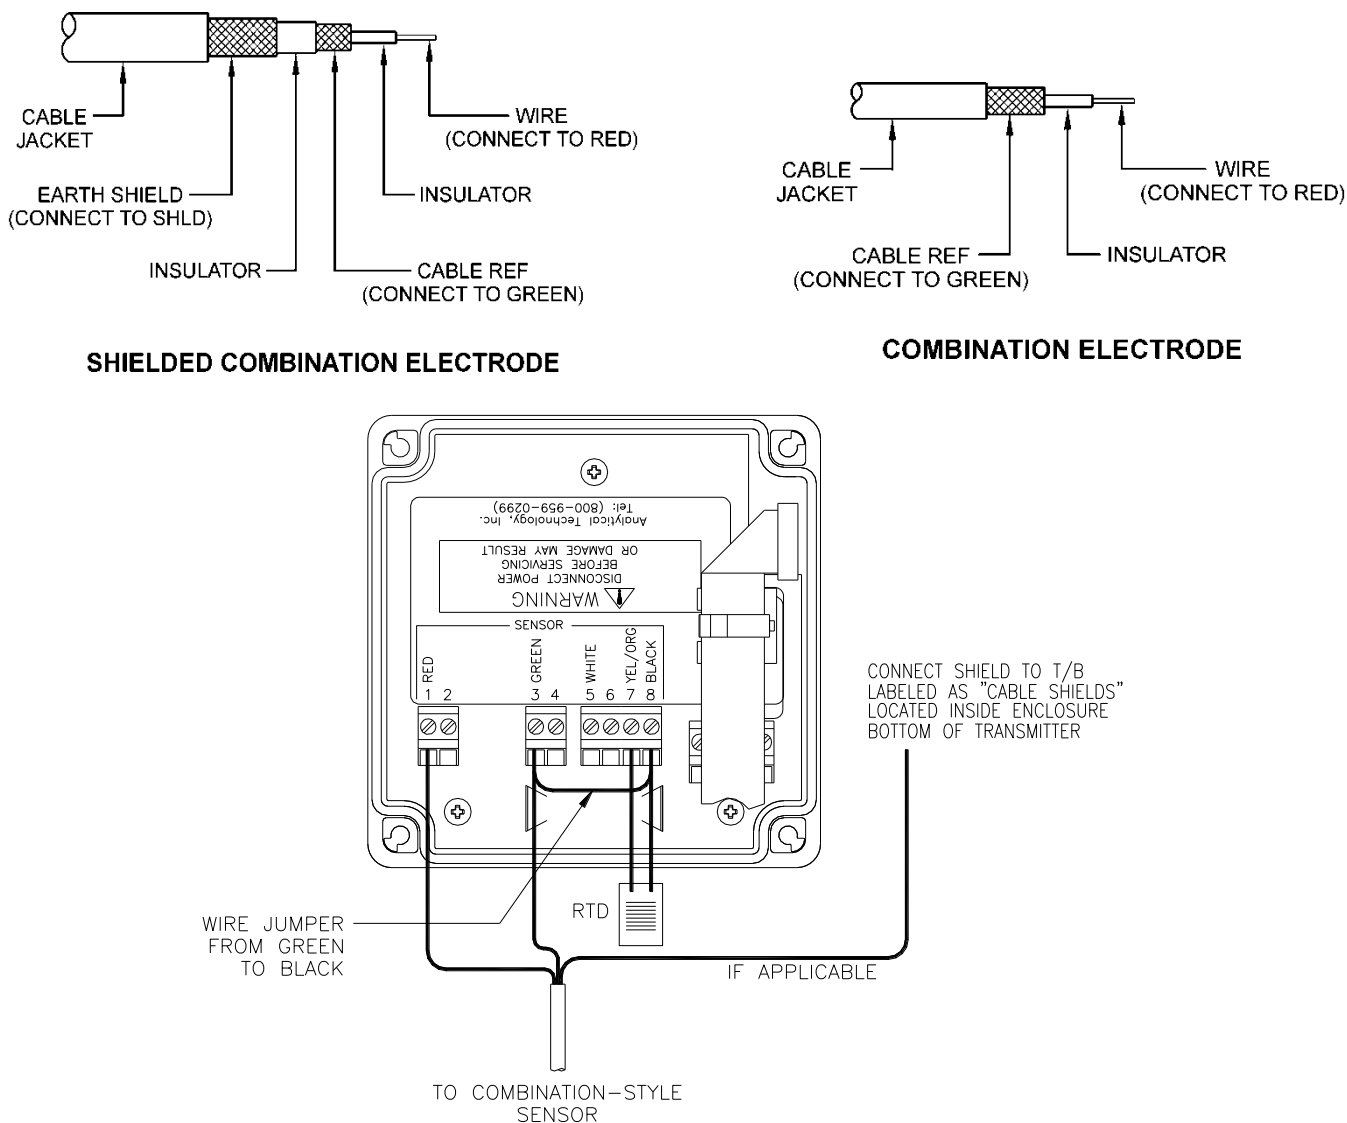 CABLE
JACKET
WIRE
(CONNECT TO RED)
EARTH SHIELD
(CONNECT TO SHLD)
INSULATOR
INSULATOR
CABLE REF
(CONNECT TO GREEN)
SHIELDED COMBINATION ELECTRODE
CABLE
JACKET
WIRE
(CONNECT TO RED)
CABLE REF
(CONNECT TO GREEN)
INSULATOR
COMBINATION ELECTRODE
Analytical Technology, Inc.
Tel: (800-959-0299)
WARNING
DISCONNECT POWER
BEFORE SERVICING
OR DAMAGE MAY RESULT
SENSOR
RED
GREEN
WHITE
YEL/ORG
BLACK
1 2 3 4 5 6 7 8
CONNECT SHIELD TO T/B
LABELED AS "CABLE SHIELDS"
LOCATED INSIDE ENCLOSURE
BOTTOM OF TRANSMITTER
WIRE JUMPER
FROM GREEN
TO BLACK
RTD
IF APPLICABLE
TO COMBINATION-STYLE
SENSOR